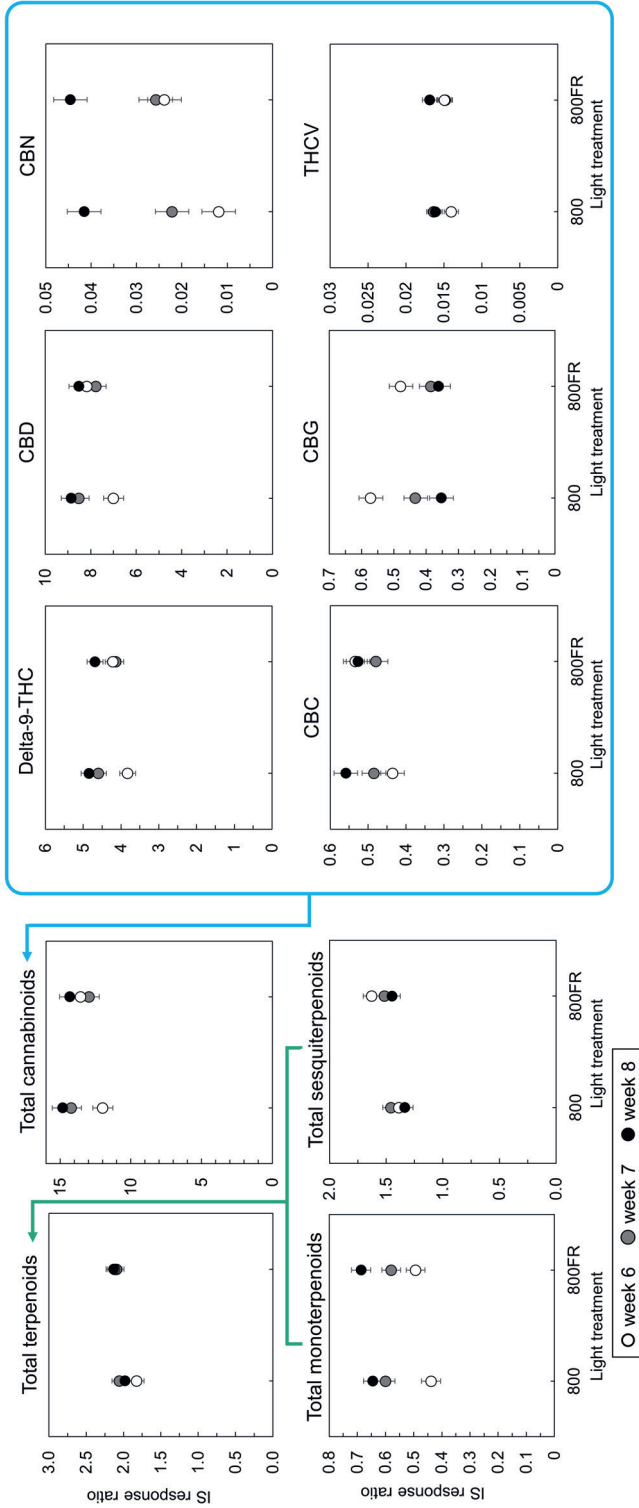 Total terpenoids
IS response ratio
3.0
2.5
2.0
1.5
1.0
0.5
0.0
Total cannabinoids
15
10
5
0
Delta-9-THC
6
5
4
3
2
1
0
CBD
10
8
6
4
2
0
CBN
0.05
0.04
0.03
0.02
0.01
0
Total monoterpenoids
IS response ratio
0.8
0.7
0.6
0.5
0.4
0.3
0.2
0.1
0.0
800 800FR
Light treatment
Total sesquiterpenoids
2.0
1.5
1.0
0.5
0.0
800 800FR
Light treatment
CBC
0.6
0.5
0.4
0.3
0.2
0.1
0
800 800FR
Light treatment
CBG
0.7
0.6
0.5
0.4
0.3
0.2
0.1
0
800 800FR
Light treatment
THCV
0.03
0.025
0.02
0.015
0.01
0.005
0
800 800FR
Light treatment
week 6 week 7 week 8